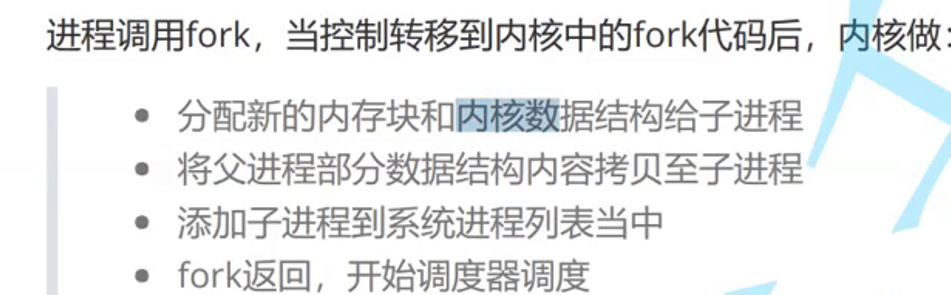 进程调用fork，当控制转移到内核中的fork代码后，内核做：
• 分配新的内存块和内核数据结构给子进程
• 将父进程部分数据结构内容拷贝至子进程
• 添加子进程到系统进程列表当中
• fork返回，开始调度器调度